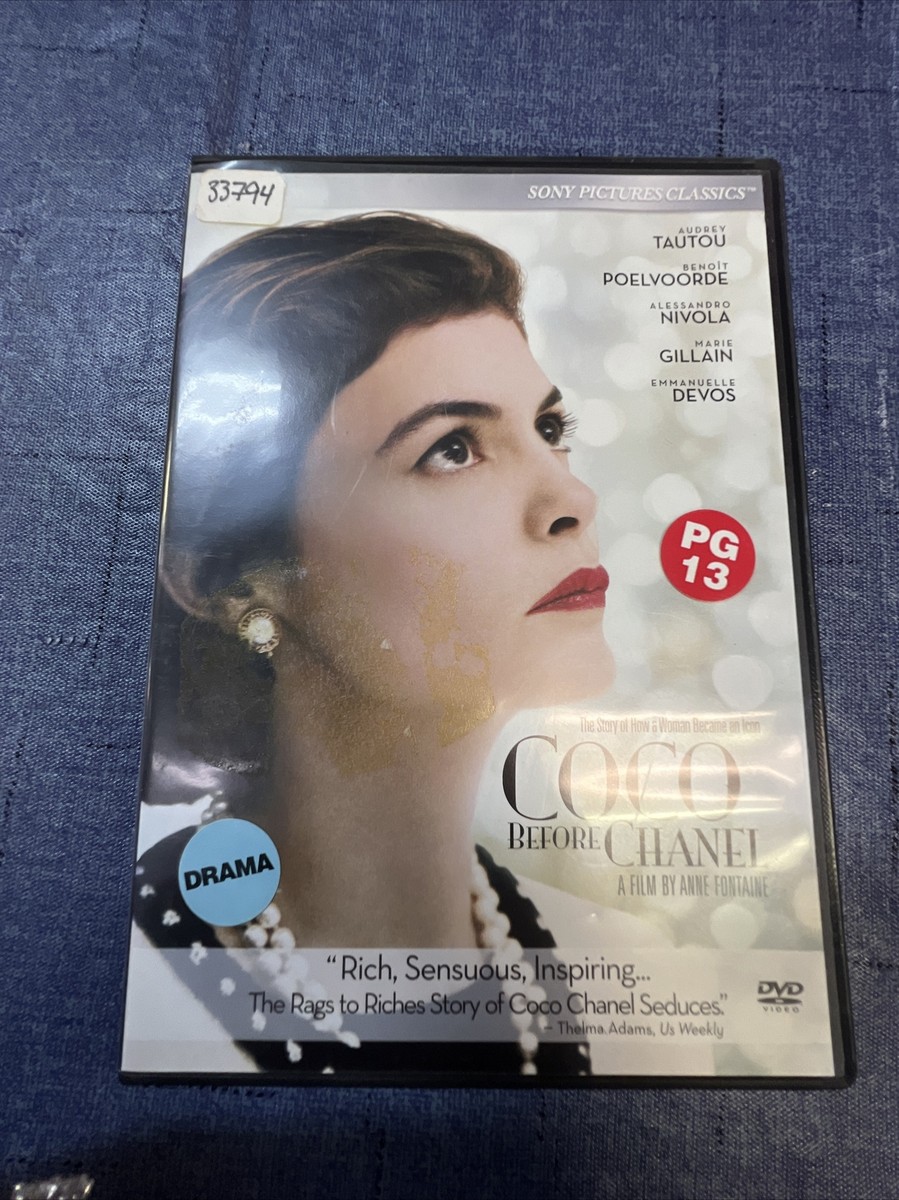 33794
SONY PICTURES CLASSICS™
AUDREY
TAUTOU
BENOÎT
POELVOORDE
ALESSANDRO
NIVOLA
MARIE
GILLAIN
EMMANUELLE
DEVOS
PG
13
The Story of How a Woman Became an Icon
COCO
BEFORE CHANEL
A FILM BY ANNE FONTAINE
DRAMA
“Rich, Sensuous, Inspiring...
The Rags to Riches Story of Coco Chanel Seduces.”
– Thelma Adams, Us Weekly
DVD
VIDEO